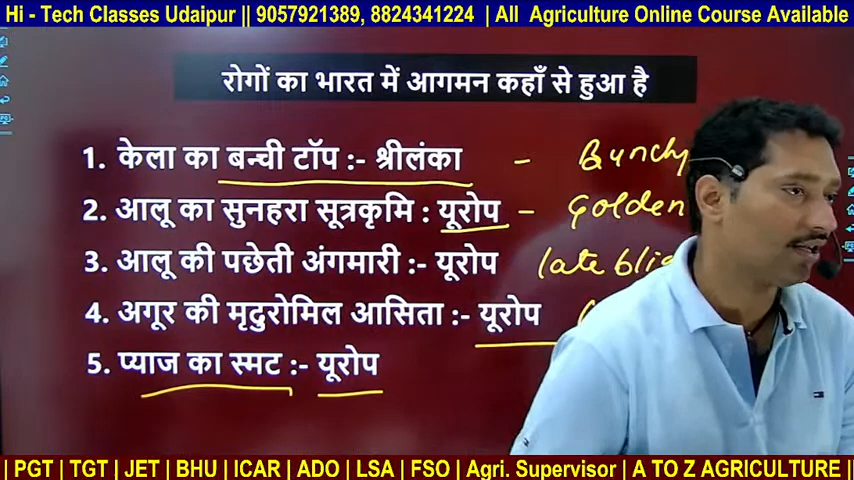 Hi - Tech Classes Udaipur || 9057921389, 8824341224 | All Agriculture Online Course Available
रोगों का भारत में आगमन कहाँ से हुआ है
1. केला का बन्ची टॉप :- श्रीलंका - Bunchy
2. आलू का सुनहरा सूत्रकृमि : यूरोप - Golden
3. आलू की पछेती अंगमारी :- यूरोप late
4. अगूर की मृदुरोमिल आसिता :- यूरोप
5. प्याज का स्मट :- यूरोप
| PGT | TGT | JET | BHU | ICAR | ADO | LSA | FSO | Agri. Supervisor | A TO Z AGRICULTURE ||